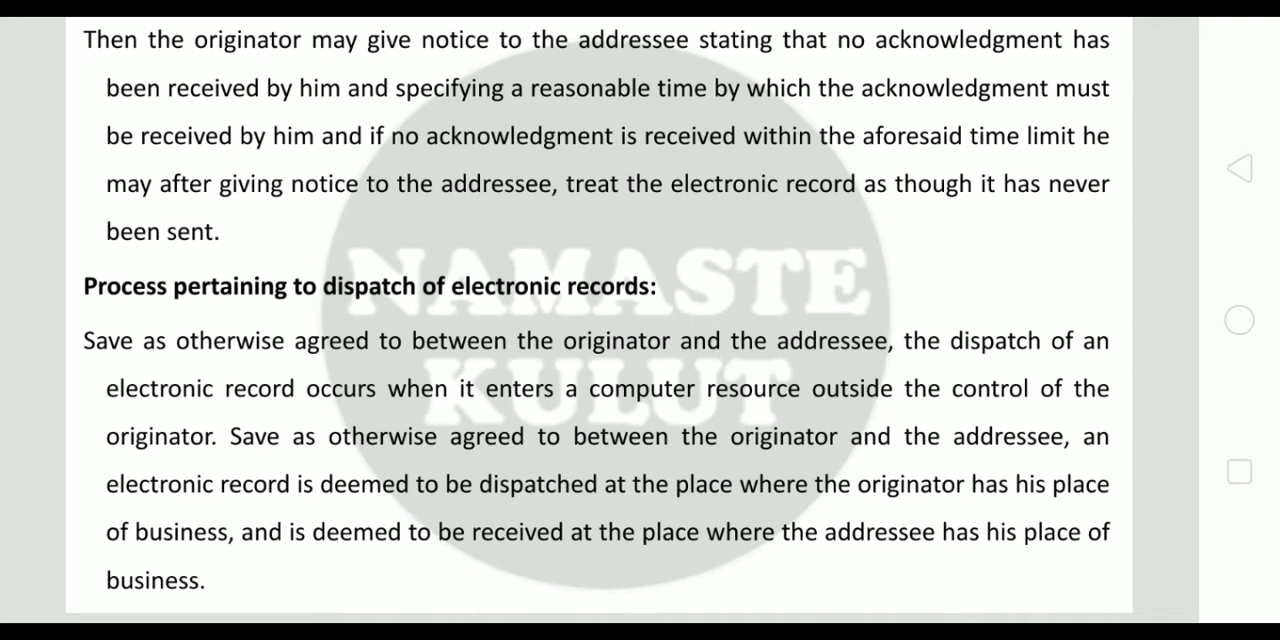 Then the originator may give notice to the addressee stating that no acknowledgment has
been received by him and specifying a reasonable time by which the acknowledgment must
be received by him and if no acknowledgment is received within the aforesaid time limit he
may after giving notice to the addressee, treat the electronic record as though it has never
been sent.
Process pertaining to dispatch of electronic records:
Save as otherwise agreed to between the originator and the addressee, the dispatch of an
electronic record occurs when it enters a computer resource outside the control of the
originator. Save as otherwise agreed to between the originator and the addressee, an
electronic record is deemed to be dispatched at the place where the originator has his place
of business, and is deemed to be received at the place where the addressee has his place of
business.
NAMASTE
KULUT